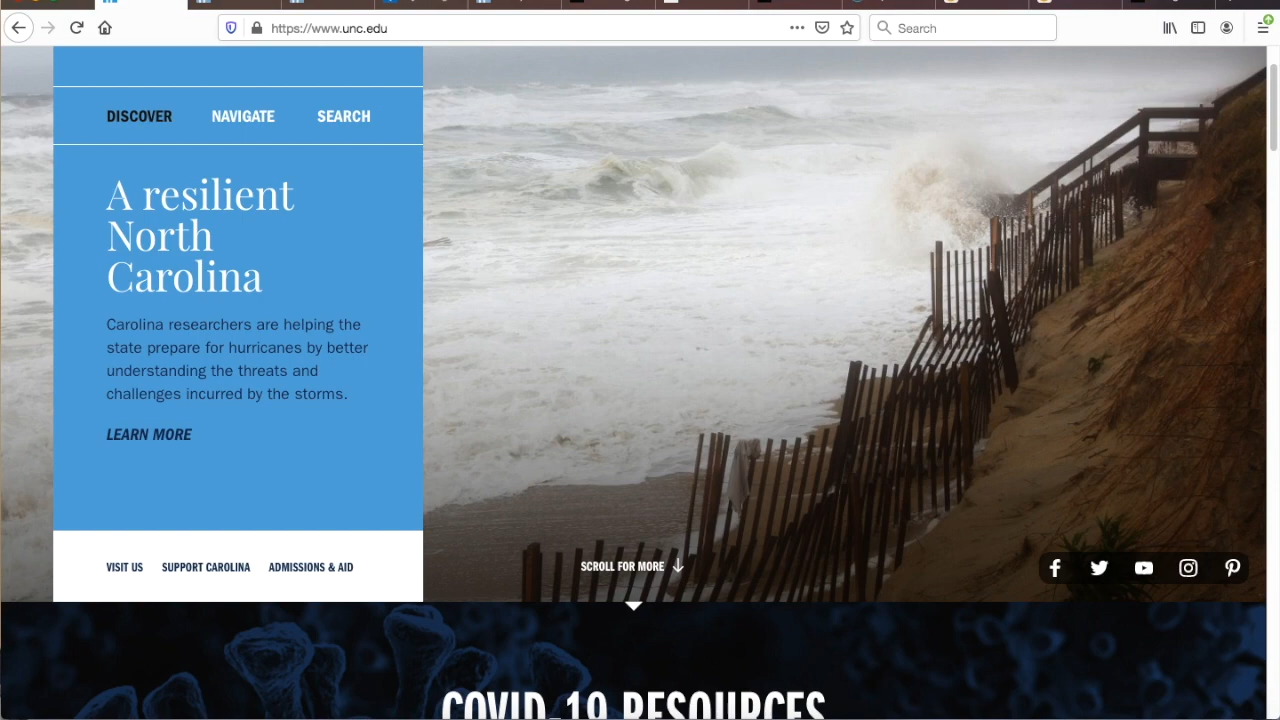 https://www.unc.edu
Search
DISCOVER NAVIGATE SEARCH
A resilient
North
Carolina
Carolina researchers are helping the
state prepare for hurricanes by better
understanding the threats and
challenges incurred by the storms.
LEARN MORE
VISIT US SUPPORT CAROLINA ADMISSIONS & AID
SCROLL FOR MORE
COVID-19 RESOURCES